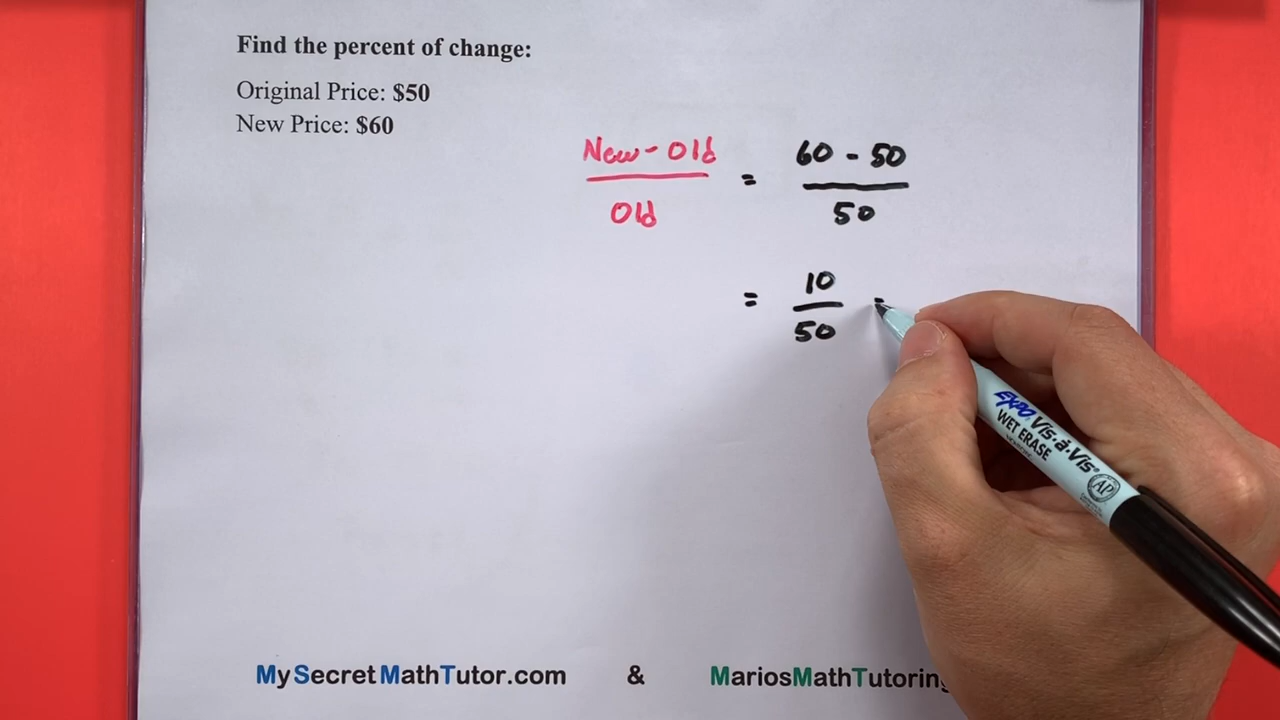 Find the percent of change:
Original Price: $50
New Price: $60
New - Old
Old
=
60 - 50
50
=
10
50
=
EXPO Vis-à-Vis
WET ERASE
AP
MySecretMathTutor.com & MariosMathTutoring